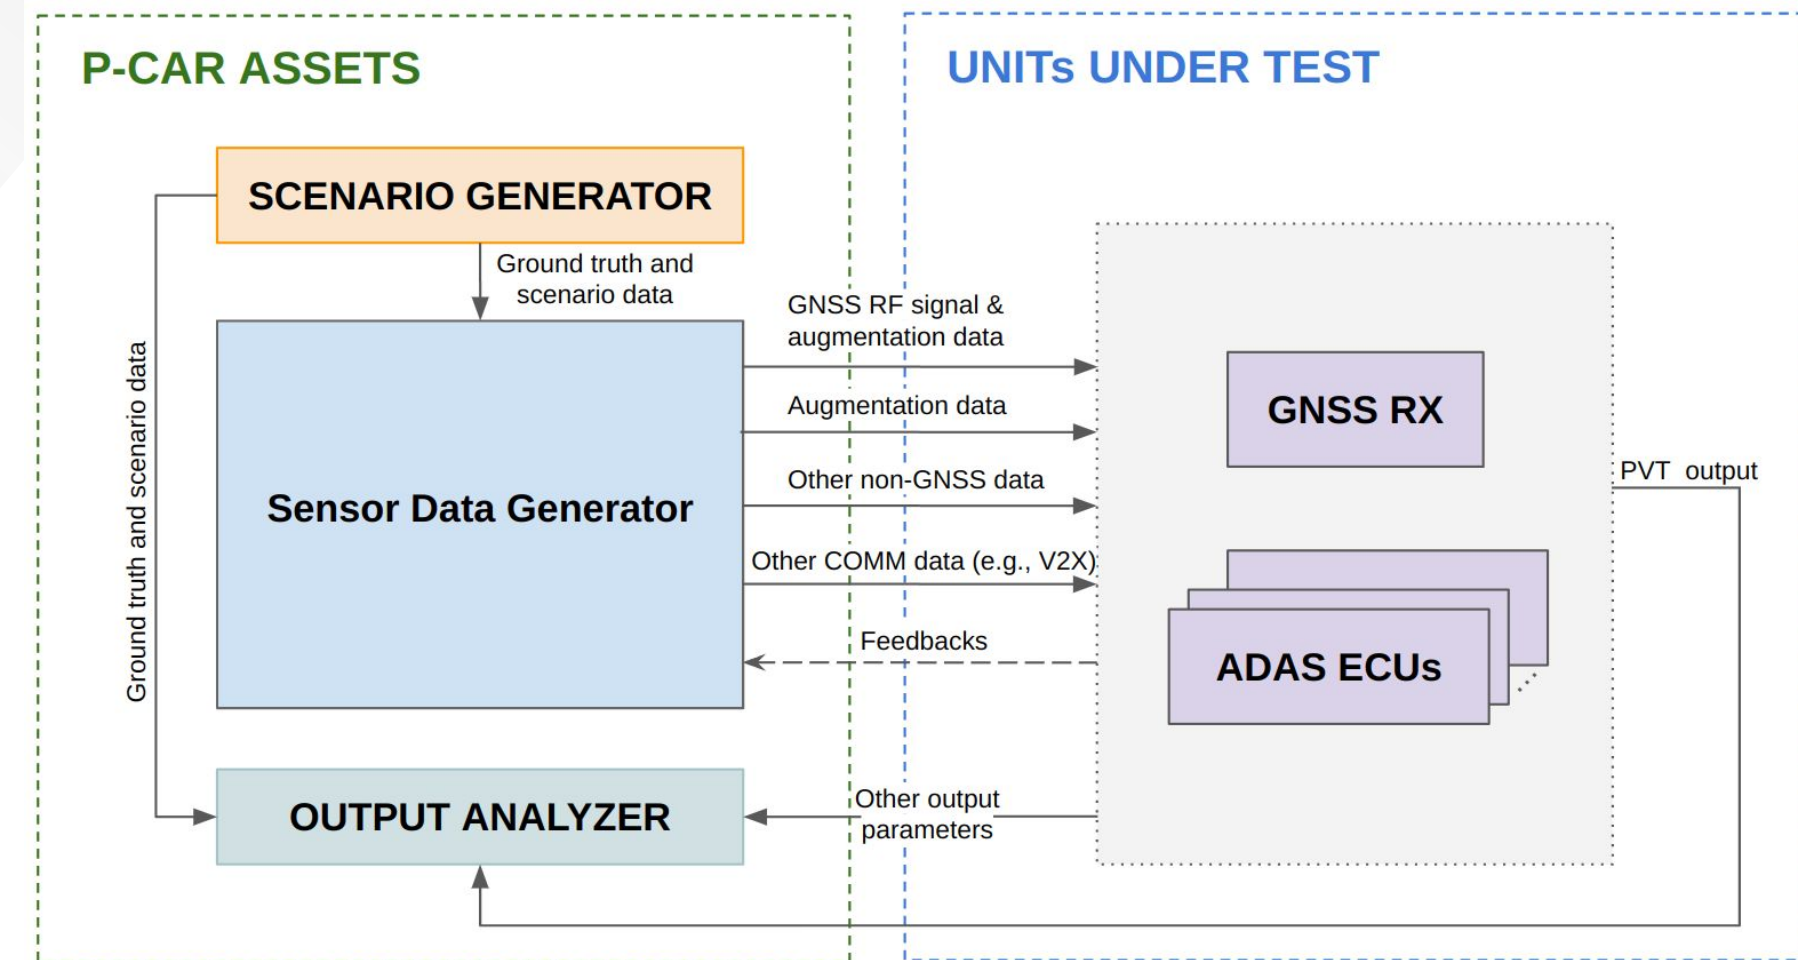 P-CAR ASSETS
UNITs UNDER TEST
SCENARIO GENERATOR
Ground truth and
scenario data
Ground truth and scenario data
Sensor Data Generator
GNSS RF signal &
augmentation data
Augmentation data
Other non-GNSS data
Other COMM data (e.g., V2X)
Feedbacks
GNSS RX
PVT output
ADAS ECUs
OUTPUT ANALYZER
Other output
parameters